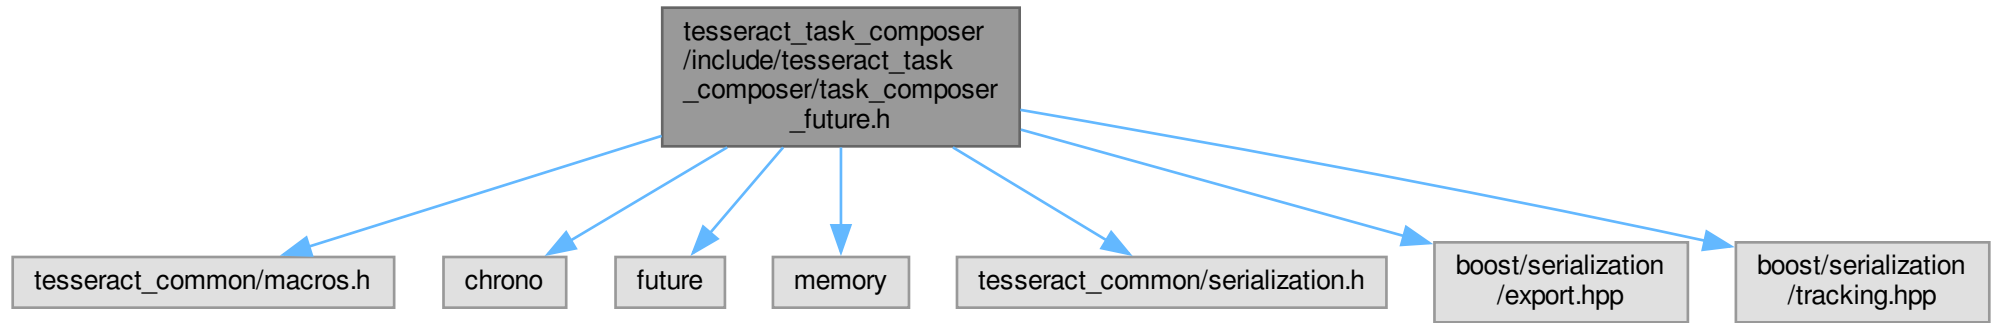 tesseract_task_composer
/include/tesseract_task
_composer/task_composer
_future.h
tesseract_common/macros.h
chrono
future
memory
tesseract_common/serialization.h
boost/serialization
/export.hpp
boost/serialization
/tracking.hpp